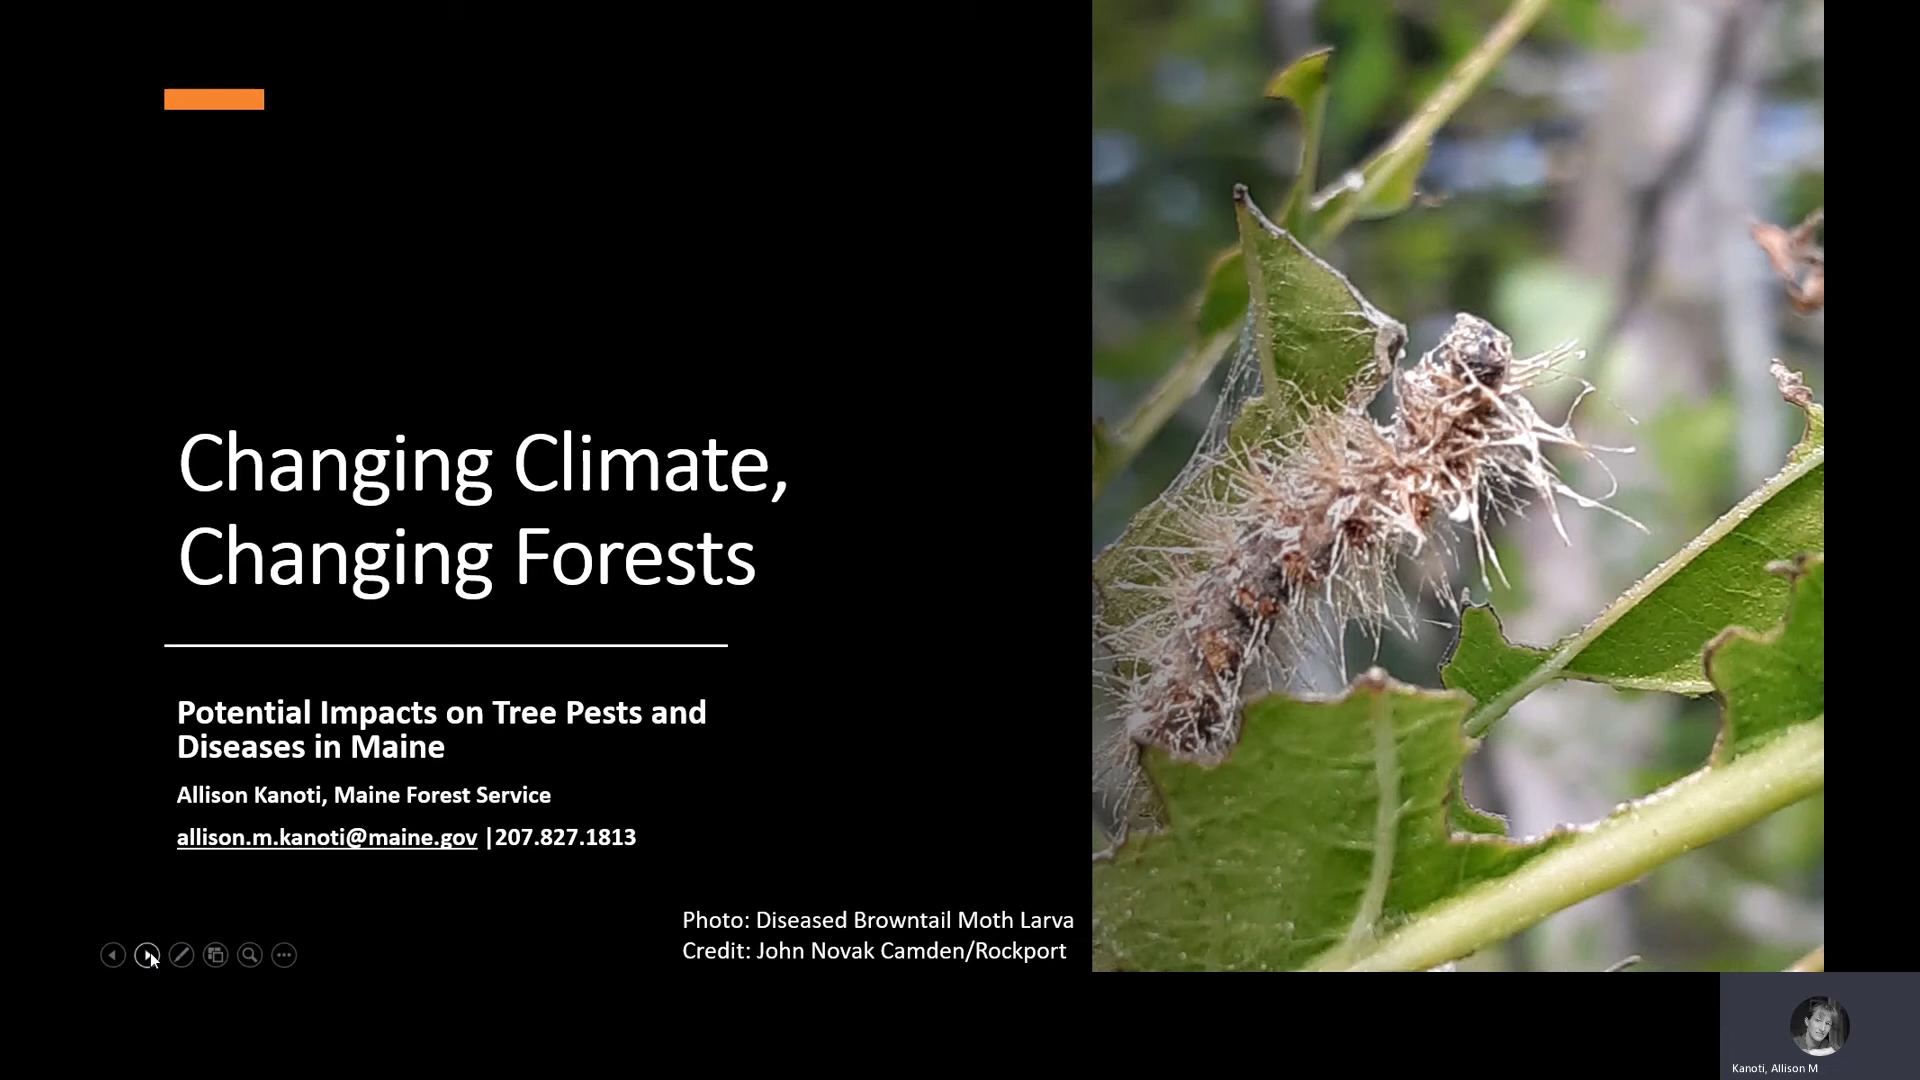 Changing Climate,
Changing Forests
Potential Impacts on Tree Pests and
Diseases in Maine
Allison Kanoti, Maine Forest Service
allison.m.kanoti@maine.gov |207.827.1813
Photo: Diseased Browntail Moth Larva
Credit: John Novak Camden/Rockport
Kanoti, Allison M